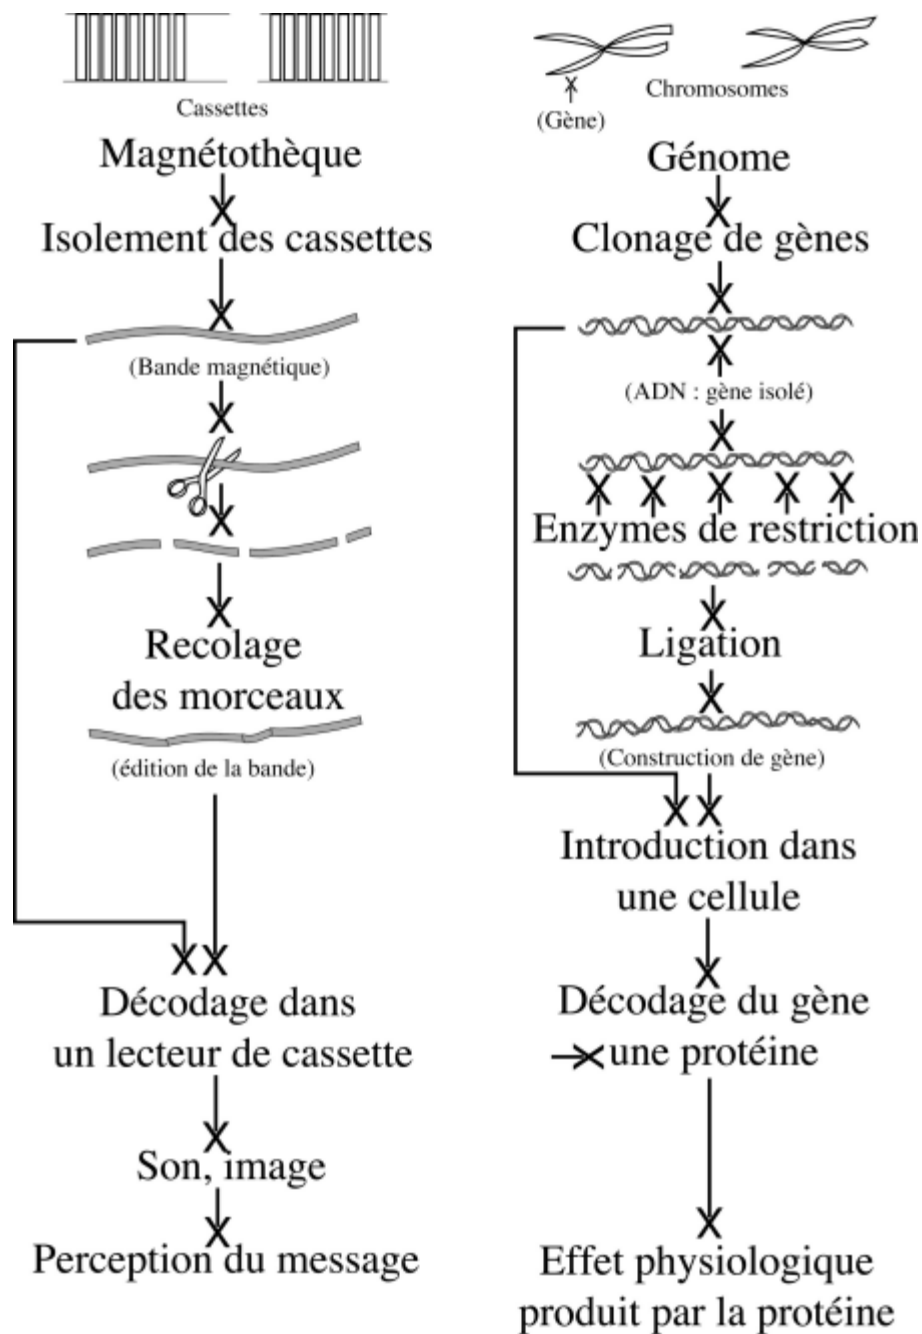 Cassettes
Magnétothèque
Isolement des cassettes
(Bande magnétique)
Recolage
des morceaux
(édition de la bande)
Décodage dans
un lecteur de cassette
Son, image
Perception du message
Chromosomes
(Gène)
Génome
Clonage de gènes
(ADN : gène isolé)
Enzymes de restriction
Ligation
(Construction de gène)
Introduction dans
une cellule
Décodage du gène
une protéine
Effet physiologique
produit par la protéine